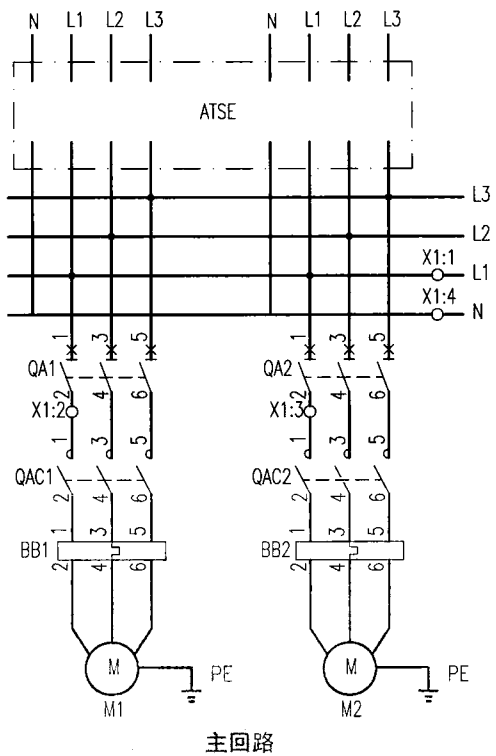 N L1 L2 L3 N L1 L2 L3
ATSE
L3
L2
X1:1
L1
X1:4
N
1 3 5 1 3 5
QA1 QA2
2 4 6 2 4 6
X1:2 X1:3
1 3 5 1 3 5
QAC1 QAC2
2 4 6 2 4 6
1 3 5 1 3 5
BB1 BB2
2 4 6 2 4 6
M PE M PE
M1 M2
主回路